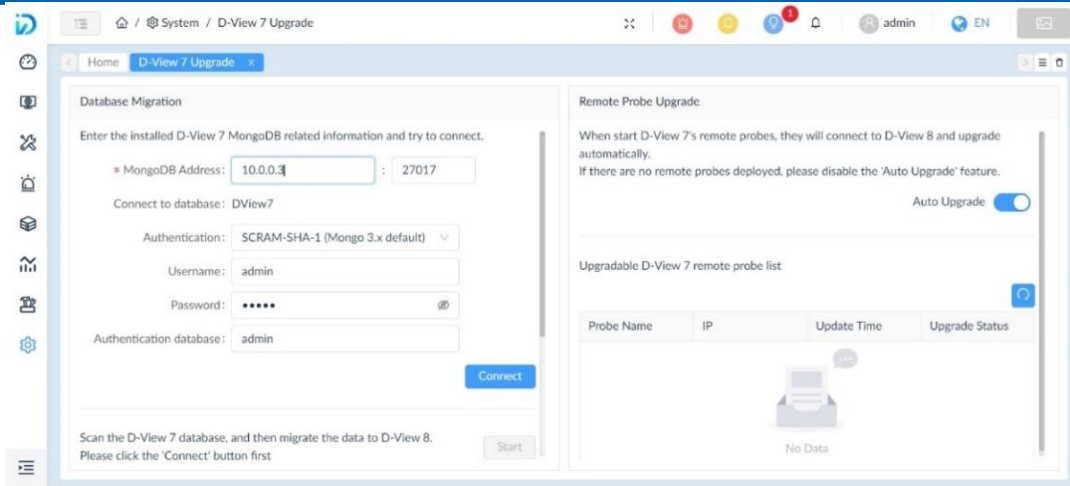 / System / D-View 7 Upgrade
1
admin
EN
Home
D-View 7 Upgrade ×
Database Migration
Enter the installed D-View 7 MongoDB related information and try to connect.
* MongoDB Address: 10.0.0.3 : 27017
Connect to database: DView7
Authentication: SCRAM-SHA-1 (Mongo 3.x default)
Username: admin
Password: •••••
Authentication database: admin
Connect
Scan the D-View 7 database, and then migrate the data to D-View 8.
Please click the 'Connect' button first
Start
Remote Probe Upgrade
When start D-View 7's remote probes, they will connect to D-View 8 and upgrade
automatically.
If there are no remote probes deployed, please disable the 'Auto Upgrade' feature.
Auto Upgrade
Upgradable D-View 7 remote probe list
Probe Name IP Update Time Upgrade Status
No Data